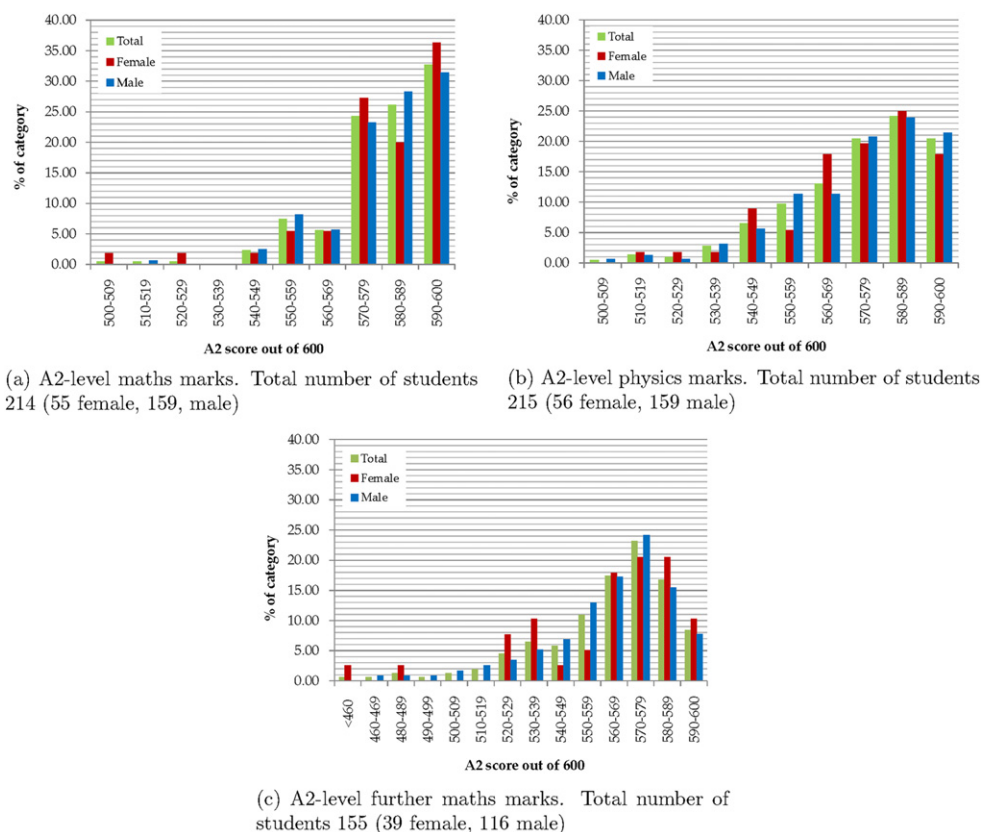 40.00
35.00
30.00
25.00
20.00
15.00
10.00
5.00
0.00
% of category
Total
Female
Male
500-509
510-519
520-529
530-539
540-549
550-559
560-569
570-579
580-589
590-600
A2 score out of 600
(a) A2-level maths marks. Total number of students
214 (55 female, 159, male)
40.00
35.00
30.00
25.00
20.00
15.00
10.00
5.00
0.00
% of category
Total
Female
Male
500-509
510-519
520-529
530-539
540-549
550-559
560-569
570-579
580-589
590-600
A2 score out of 600
(b) A2-level physics marks. Total number of students
215 (56 female, 159 male)
40.00
35.00
30.00
25.00
20.00
15.00
10.00
5.00
0.00
% of category
Total
Female
Male
<460
460-469
480-489
490-499
500-509
510-519
520-529
530-539
540-549
550-559
560-569
570-579
580-589
590-600
A2 score out of 600
(c) A2-level further maths marks. Total number of
students 155 (39 female, 116 male)